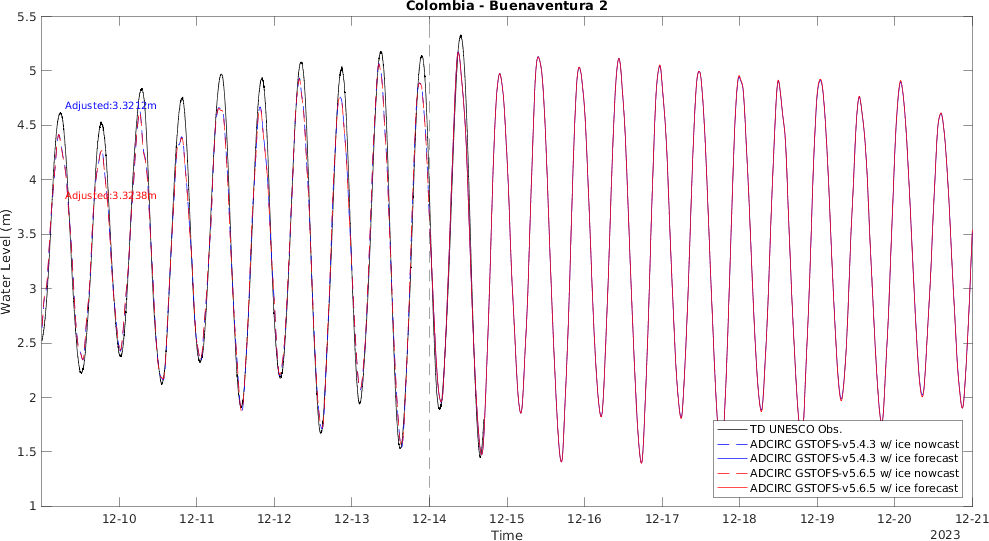 Colombia - Buenaventura 2
5.5
5
4.5
4
3.5
3
2.5
2
1.5
1
Water Level (m)
Adjusted:3.3212m
Adjusted:3.3238m
TD UNESCO Obs.
ADCIRC GSTOFS-v5.4.3 w/ ice nowcast
ADCIRC GSTOFS-v5.4.3 w/ ice forecast
ADCIRC GSTOFS-v5.6.5 w/ ice nowcast
ADCIRC GSTOFS-v5.6.5 w/ ice forecast
12-10 12-11 12-12 12-13 12-14 12-15 12-16 12-17 12-18 12-19 12-20 12-21
Time
2023